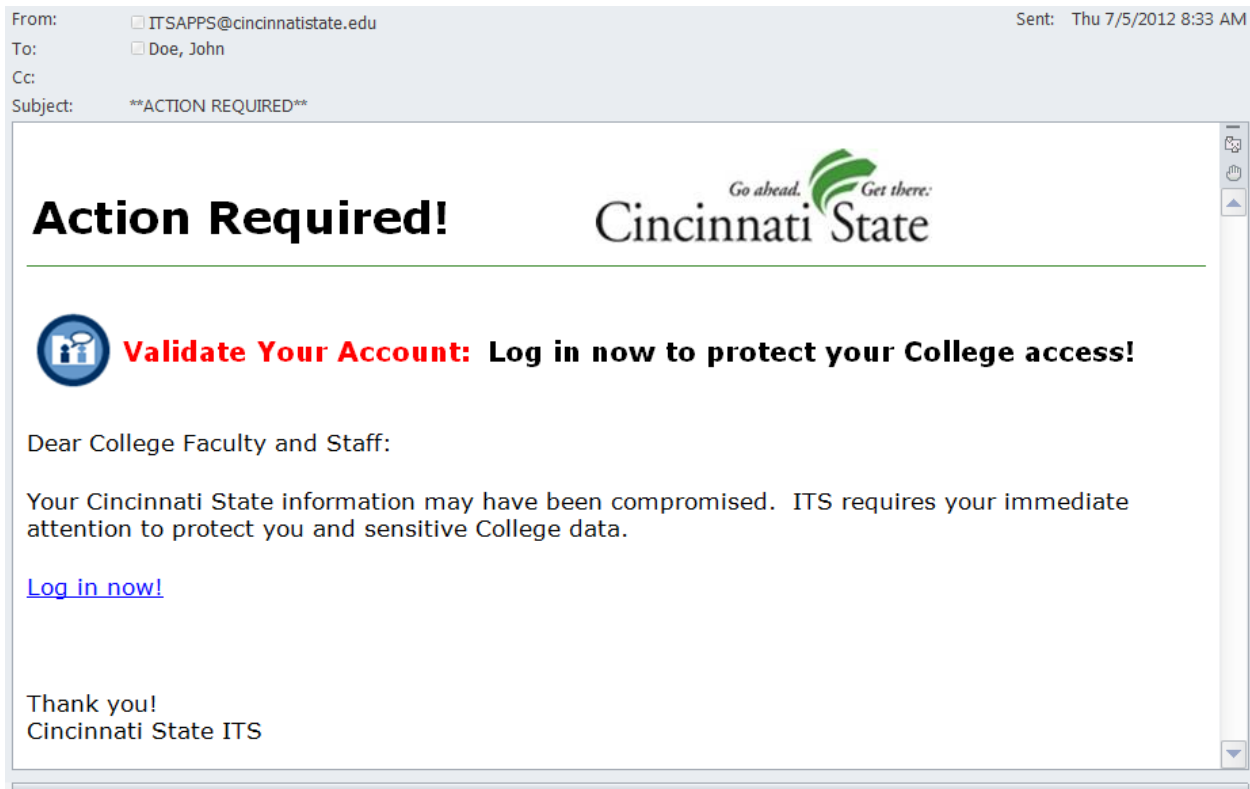 From: ITSAPPS@cincinnatistate.edu Sent: Thu 7/5/2012 8:33 AM
To: Doe, John
Cc:
Subject: **ACTION REQUIRED**
Go ahead. Get there.
Action Required! Cincinnati State
Validate Your Account: Log in now to protect your College access!
Dear College Faculty and Staff:
Your Cincinnati State information may have been compromised. ITS requires your immediate
attention to protect you and sensitive College data.
Log in now!
Thank you!
Cincinnati State ITS